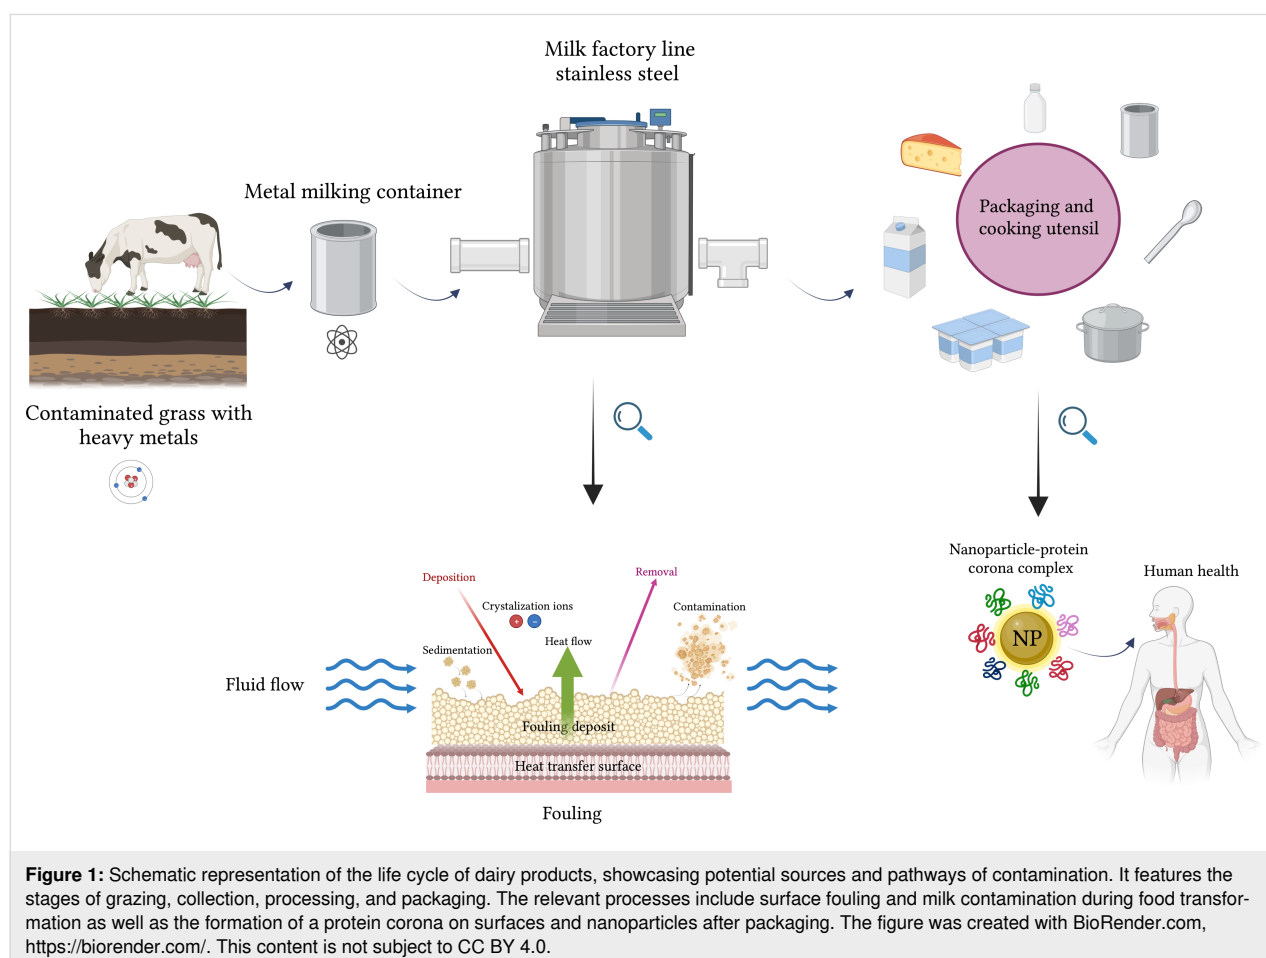 Milk factory line
stainless steel
Metal milking container
Packaging and
cooking utensil
Contaminated grass with
heavy metals
Nanoparticle-protein
corona complex
Human health
NP
Deposition
Removal
Crystalization ions
+ −
Contamination
Sedimentation
Heat flow
Fluid flow
Fouling deposit
Heat transfer surface
Fouling
Figure 1: Schematic representation of the life cycle of dairy products, showcasing potential sources and pathways of contamination. It features the
stages of grazing, collection, processing, and packaging. The relevant processes include surface fouling and milk contamination during food transfor-
mation as well as the formation of a protein corona on surfaces and nanoparticles after packaging. The figure was created with BioRender.com,
https://biorender.com/. This content is not subject to CC BY 4.0.